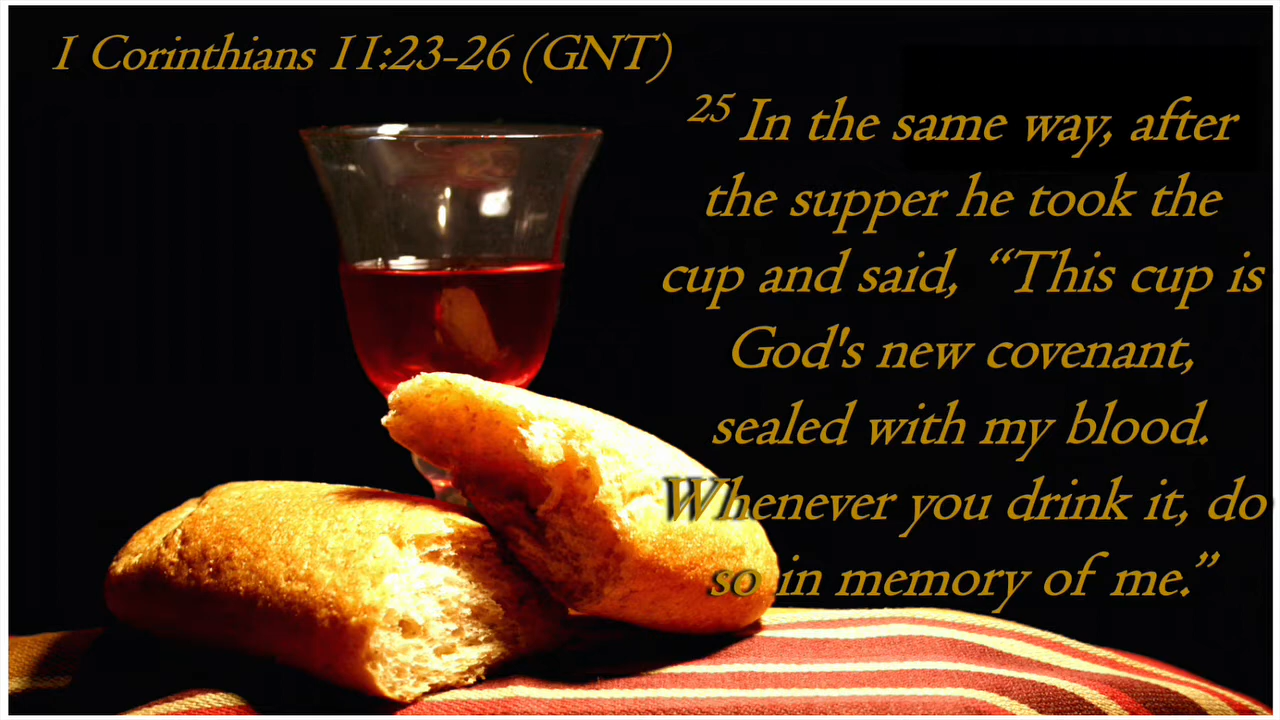 I Corinthians 11:23-26 (GNT)
25 In the same way, after
the supper he took the
cup and said, “This cup is
God's new covenant,
sealed with my blood.
Whenever you drink it, do
so in memory of me.”